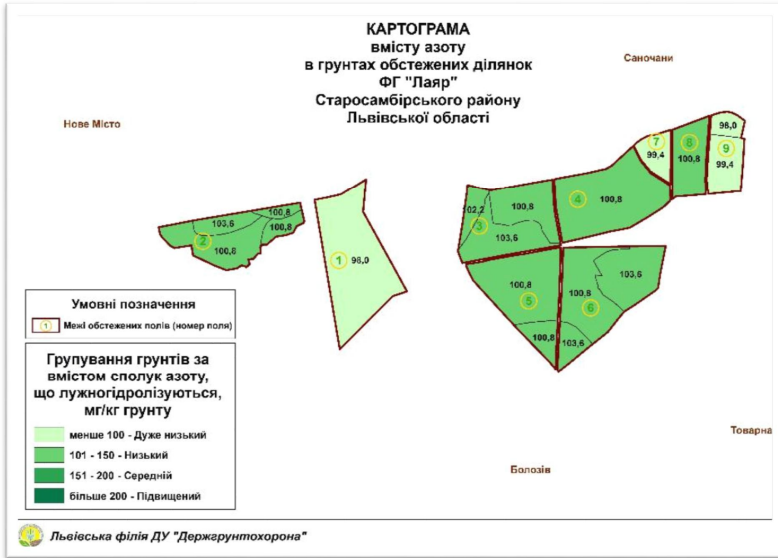 КАРТОГРАМА
вмісту азоту
в грунтах обстежених ділянок
ФГ "Лаяр"
Старосамбірського району
Львівської області
Саночани
Нове Місто
98,0
7
8
9
99,4
100,8
99,4
100,8
103,6
100,8
2
100,8
102,2
100,8
4
100,8
3
103,6
1
98,0
103,6
100,8
100,8
5
6
100,8
103,6
Умовні позначення
1 Межі обстежених полів (номер поля)
Групування грунтів за
вмістом сполук азоту,
що лужногідролізуються,
мг/кг грунту
менше 100 - Дуже низький
101 - 150 - Низький
151 - 200 - Середній
більше 200 - Підвищений
Товарна
Болозів
Львівська філія ДУ "Держгрунтохорона"